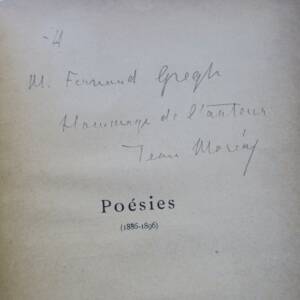 à
M. Fernand Gregh
Hommage de l'auteur
Jean Moréas
Poésies
(1886-1896)